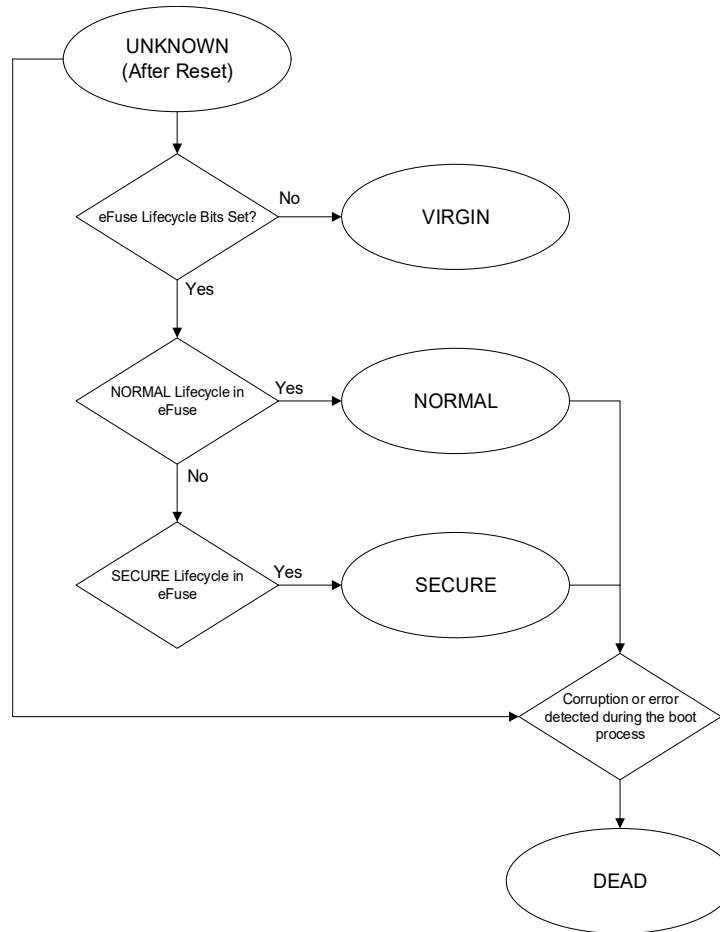 UNKNOWN
(After Reset)
eFuse Lifecycle Bits Set?
No
VIRGIN
Yes
NORMAL Lifecycle in
eFuse
Yes
NORMAL
No
SECURE Lifecycle in
eFuse
Yes
SECURE
Corruption or error
detected during the boot
process
DEAD